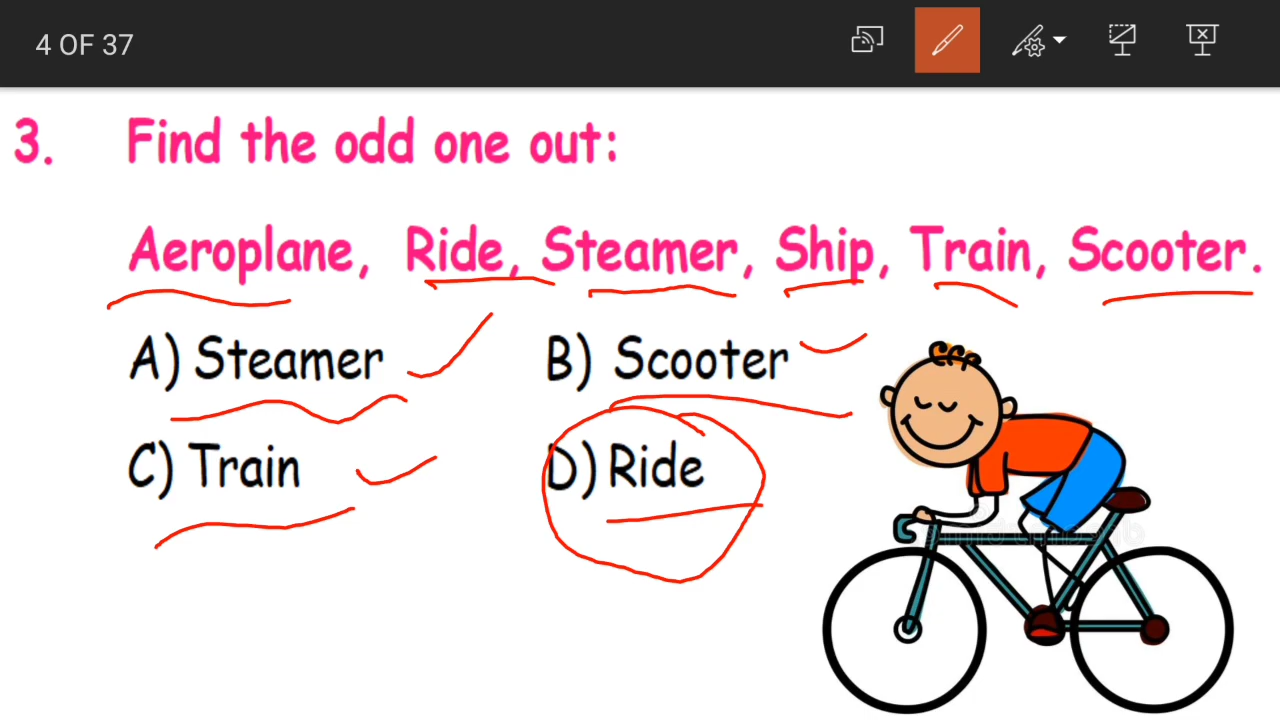 4 OF 37
3. Find the odd one out:
Aeroplane, Ride, Steamer, Ship, Train, Scooter.
A) Steamer B) Scooter
C) Train D) Ride